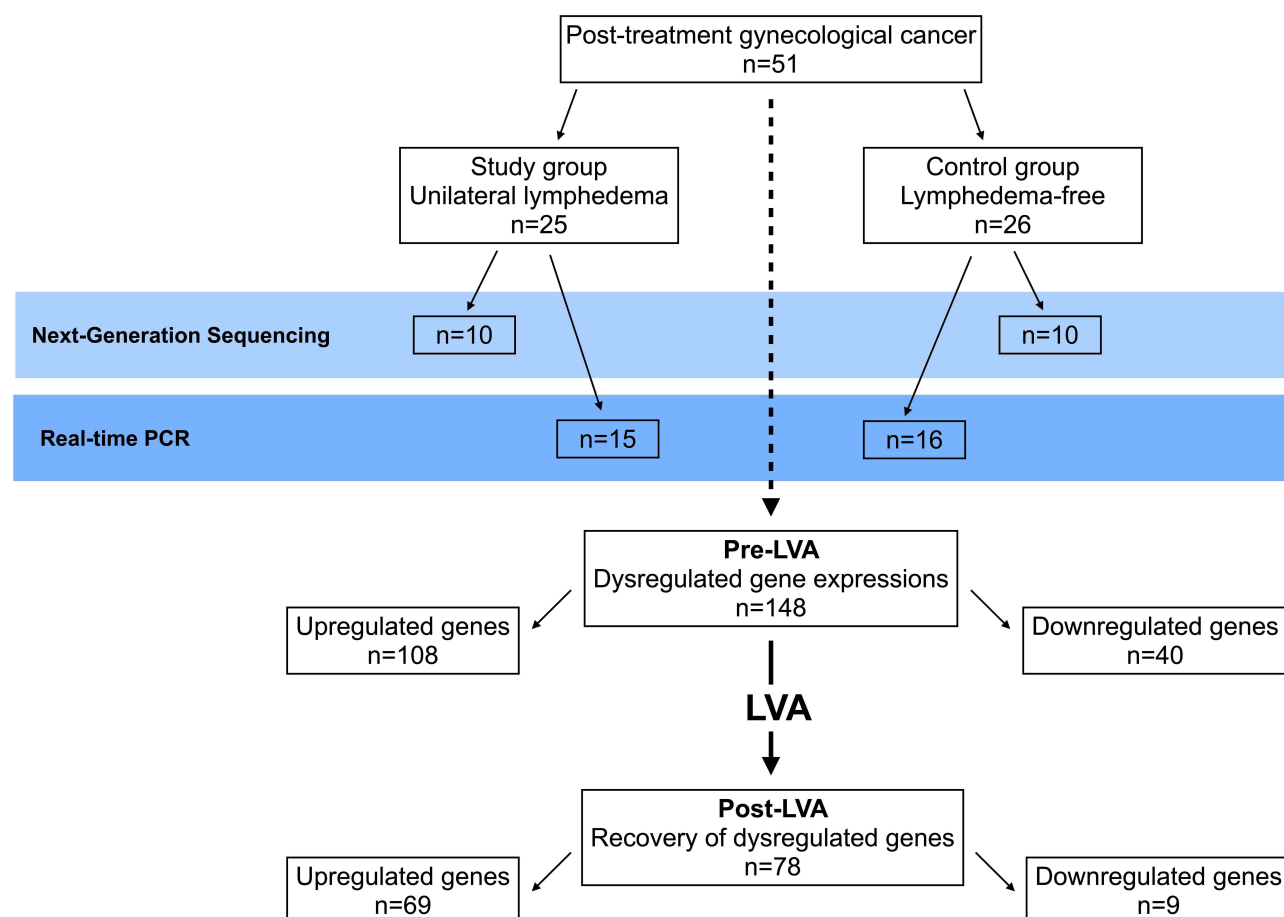 Post-treatment gynecological cancer
n=51
Study group
Unilateral lymphedema
n=25
Control group
Lymphedema-free
n=26
Next-Generation Sequencing
n=10
n=10
Real-time PCR
n=15
n=16
Pre-LVA
Dysregulated gene expressions
n=148
Upregulated genes
n=108
Downregulated genes
n=40
LVA
Post-LVA
Recovery of dysregulated genes
n=78
Upregulated genes
n=69
Downregulated genes
n=9